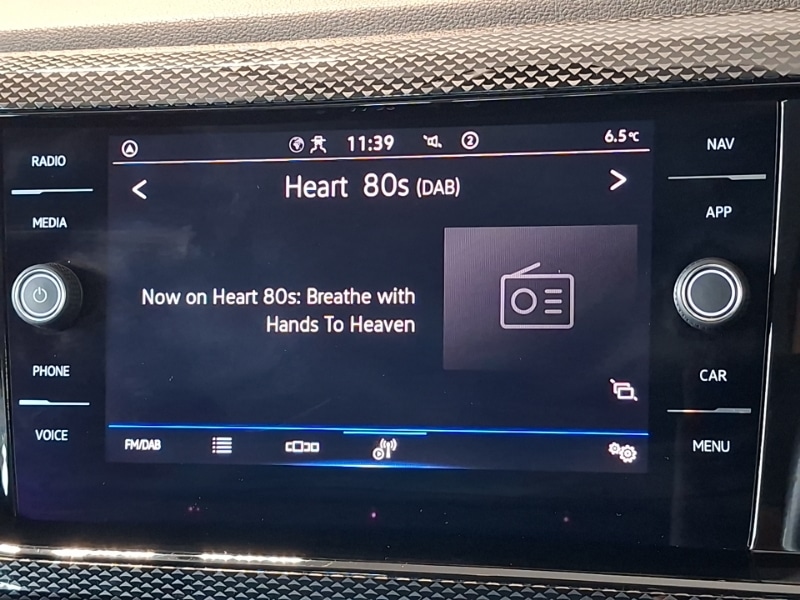 RADIO
MEDIA
PHONE
VOICE
11:39
2
6.5°C
< Heart 80s (DAB) >
Now on Heart 80s: Breathe with
Hands To Heaven
FM/DAB
NAV
APP
CAR
MENU